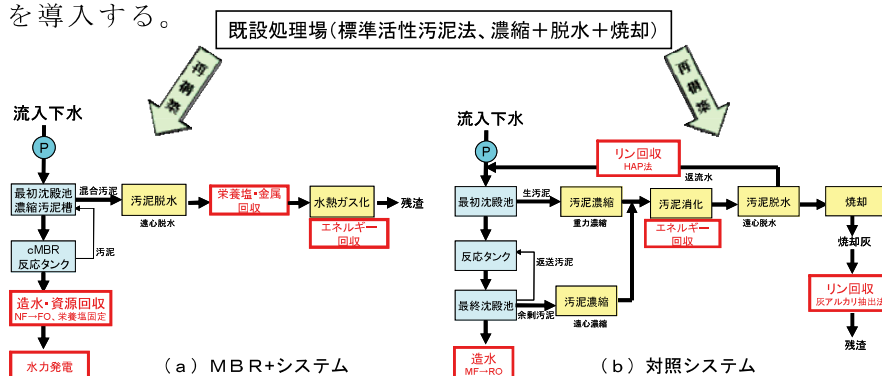 を導入する。
既設処理場(標準活性汚泥法、濃縮+脱水+焼却)
再構築
再構築
流入下水
P
最初沈殿池
濃縮汚泥槽
混合汚泥
汚泥脱水
遠心脱水
栄養塩・金属
回収
水熱ガス化
残渣
エネルギー
回収
cMBR
反応タンク
汚泥
造水・資源回収
NF→FO、栄養塩固定
水力発電
(a)MBR+システム
流入下水
P
リン回収
HAP法
返流水
最初沈殿池
生汚泥
汚泥濃縮
重力濃縮
汚泥消化
エネルギー
回収
汚泥脱水
遠心脱水
焼却
焼却灰
反応タンク
返送汚泥
最終沈殿池
余剰汚泥
汚泥濃縮
遠心濃縮
リン回収
灰アルカリ抽出法
残渣
造水
MF→RO
(b)対照システム